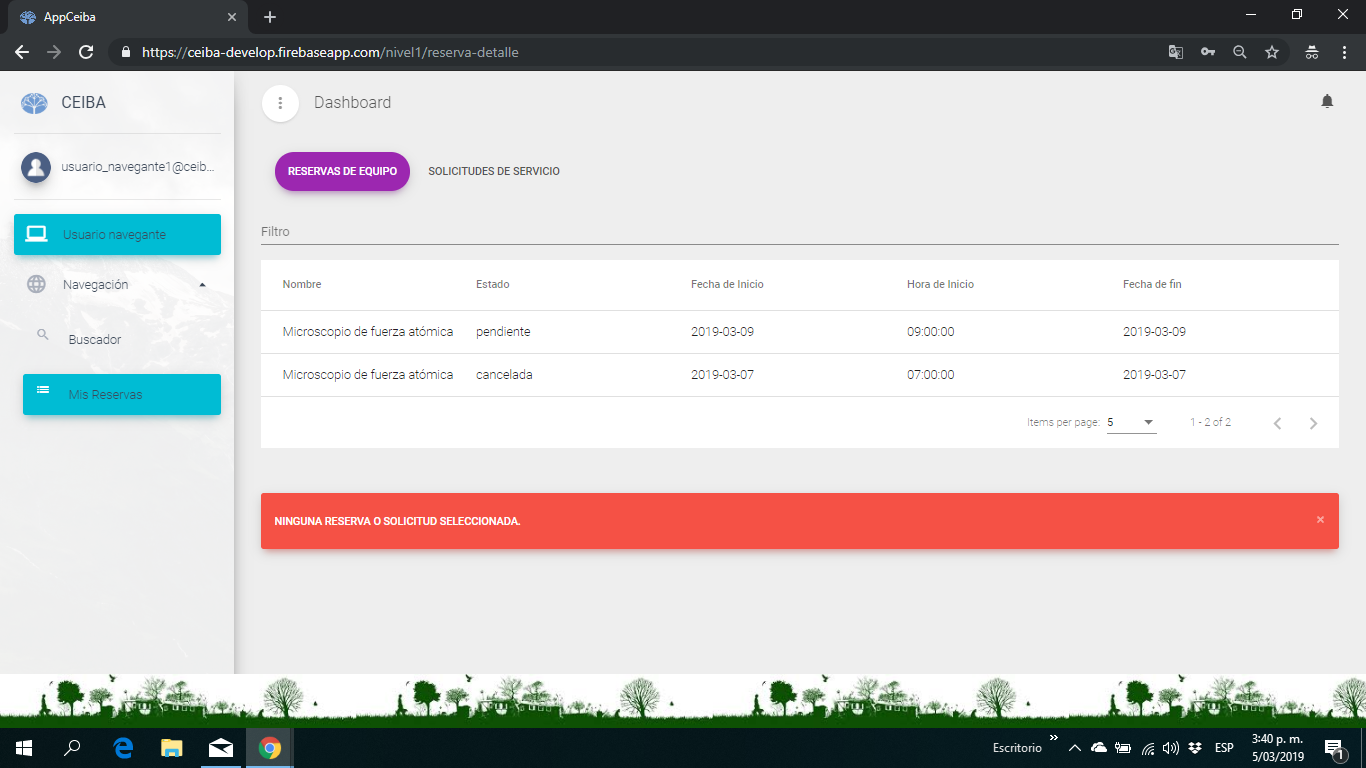 AppCeiba
https://ceiba-develop.firebaseapp.com/nivel1/reserva-detalle
CEIBA
Dashboard
usuario_navegante1@ceib...
RESERVAS DE EQUIPO
SOLICITUDES DE SERVICIO
Usuario navegante
Filtro
Navegación
Buscador
Mis Reservas
Nombre Estado Fecha de Inicio Hora de Inicio Fecha de fin
Microscopio de fuerza atómica pendiente 2019-03-09 09:00:00 2019-03-09
Microscopio de fuerza atómica cancelada 2019-03-07 07:00:00 2019-03-07
Items per page: 5 1 - 2 of 2
NINGUNA RESERVA O SOLICITUD SELECCIONADA.
×
Escritorio
ESP
3:40 p. m.
5/03/2019
1